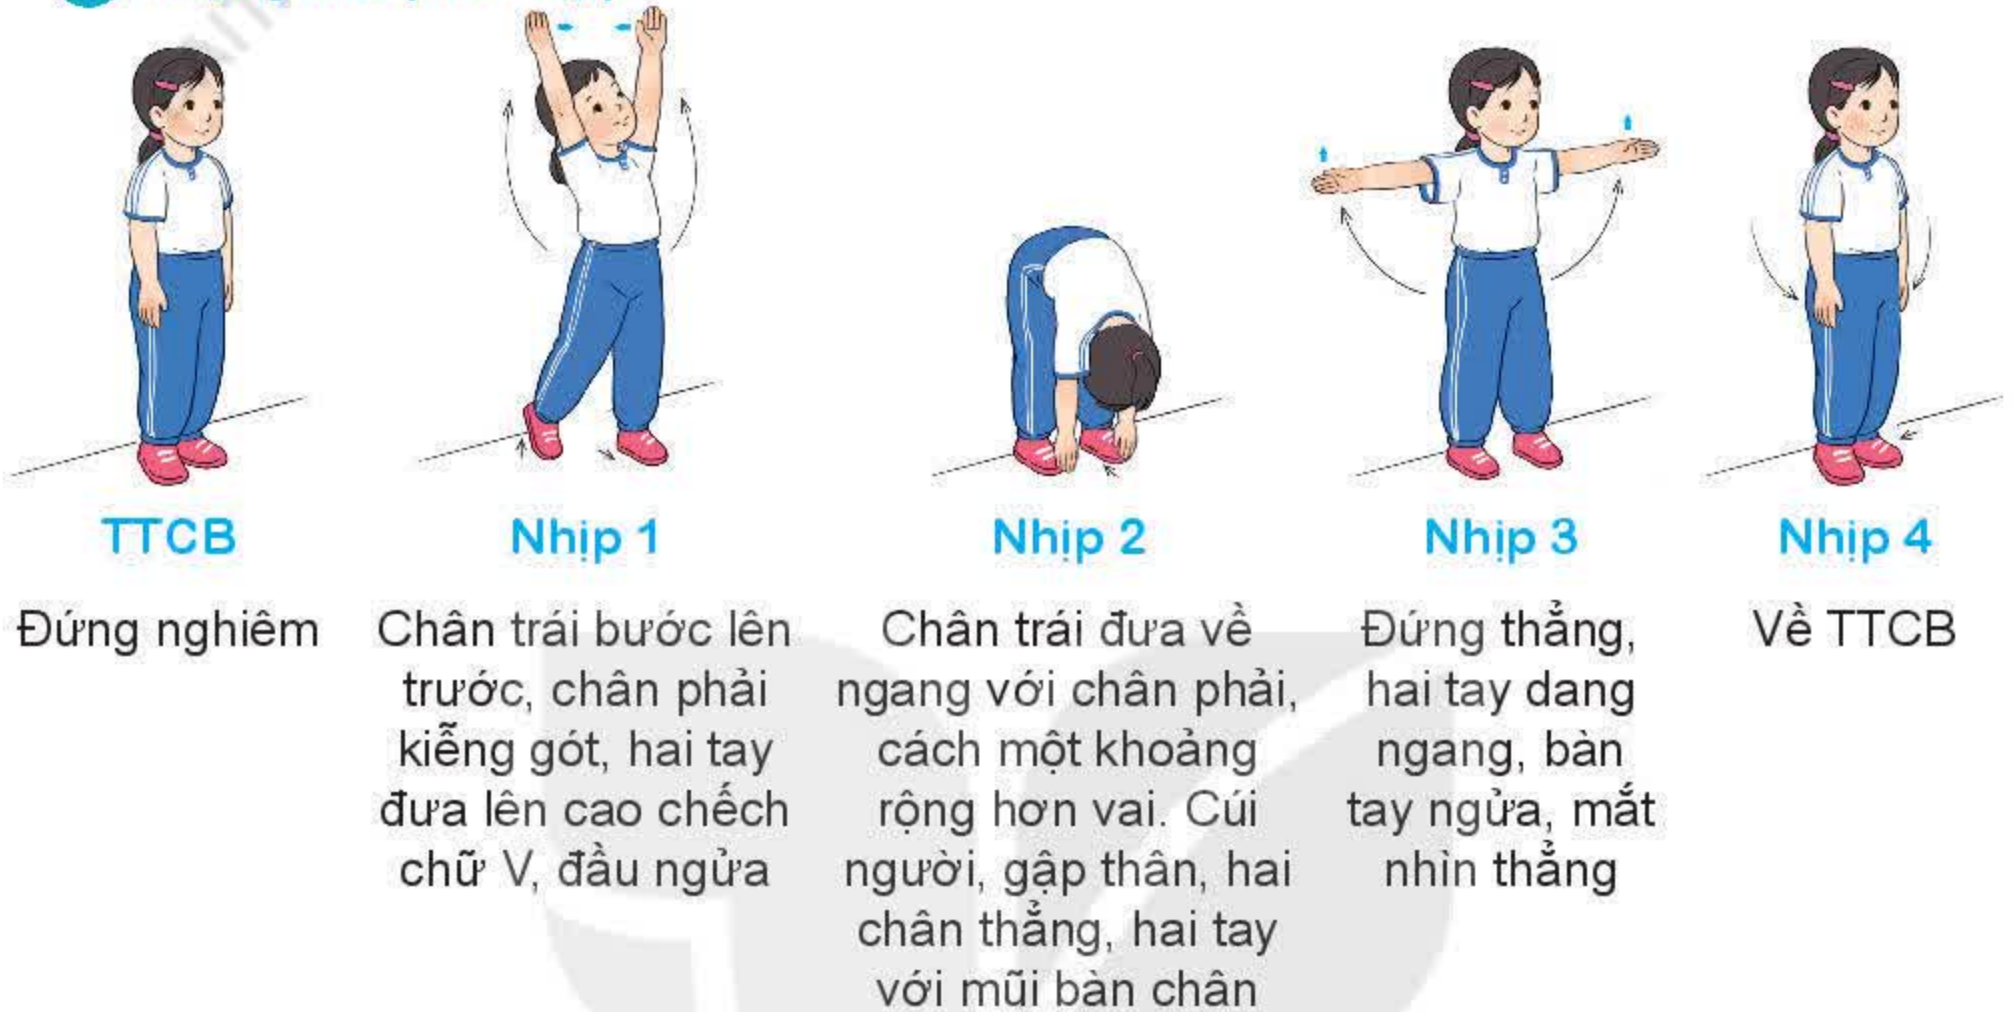 TTCB
Đứng nghiêm
Nhịp 1
Chân trái bước lên
trước, chân phải
kiễng gót, hai tay
đưa lên cao chếch
chữ V, đầu ngửa
Nhịp 2
Chân trái đưa về
ngang với chân phải,
cách một khoảng
rộng hơn vai. Cúi
người, gập thân, hai
chân thẳng, hai tay
với mũi bàn chân
Nhịp 3
Đứng thẳng,
hai tay dang
ngang, bàn
tay ngửa, mắt
nhìn thẳng
Nhịp 4
Về TTCB